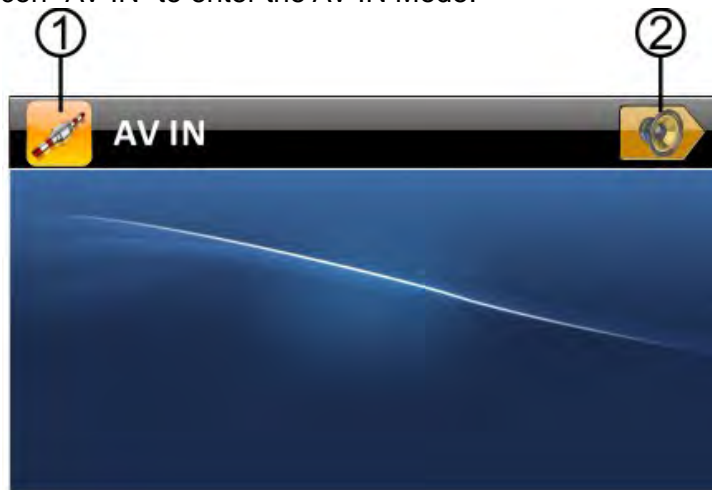 "AV IN" to enter the AV IN Mode.
① ②
AV IN